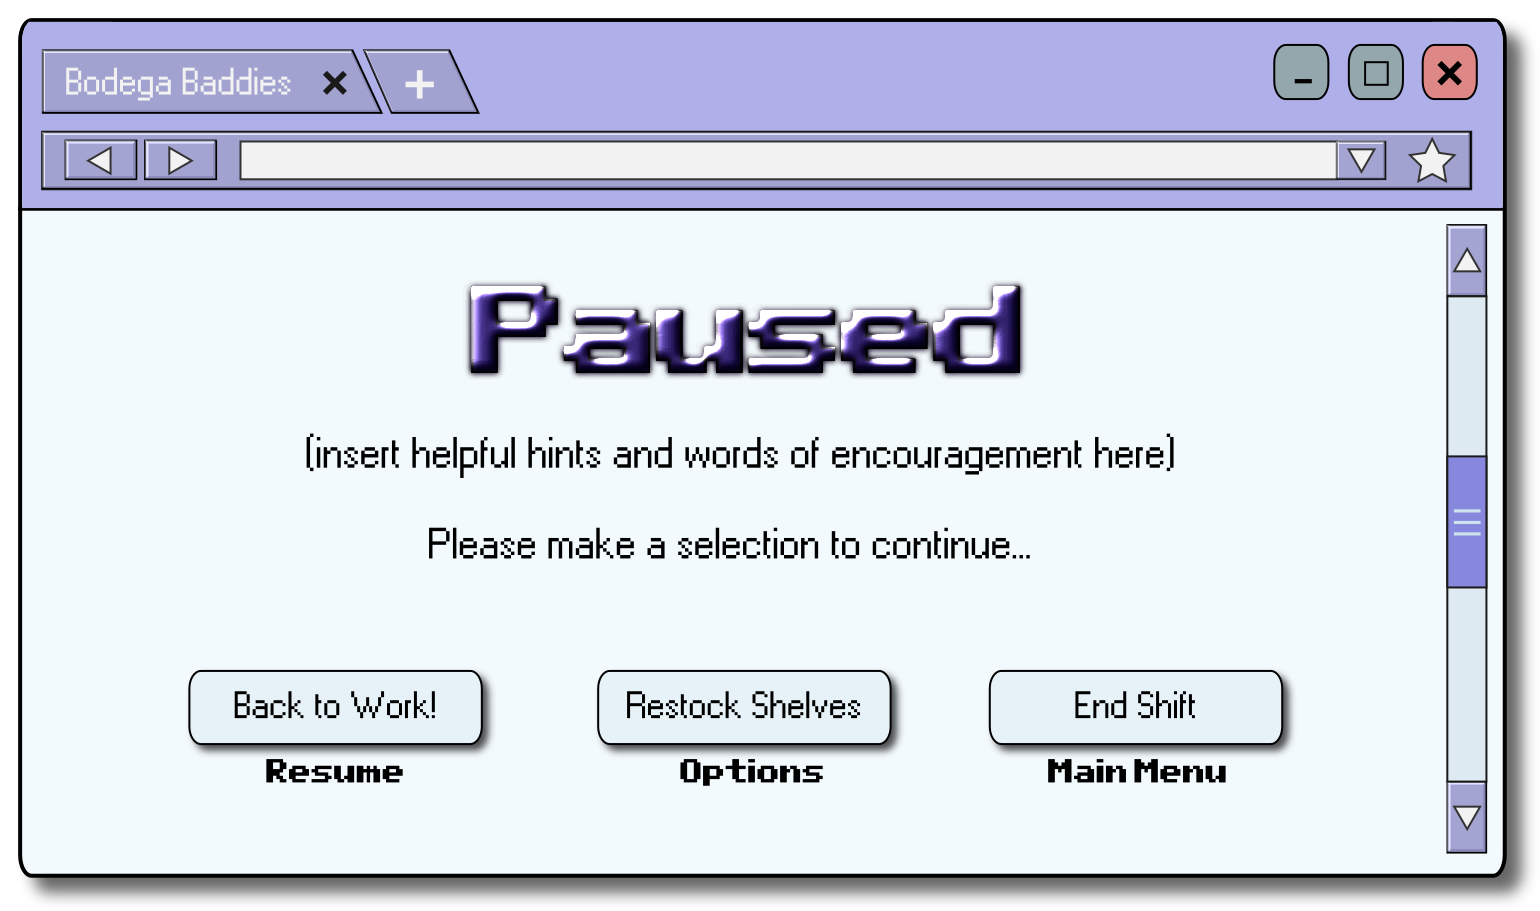 Bodega Baddies
Paused
(insert helpful hints and words of encouragement here)
Please make a selection to continue...
Back to Work!
Restock Shelves
End Shift
Resume
Options
Main Menu